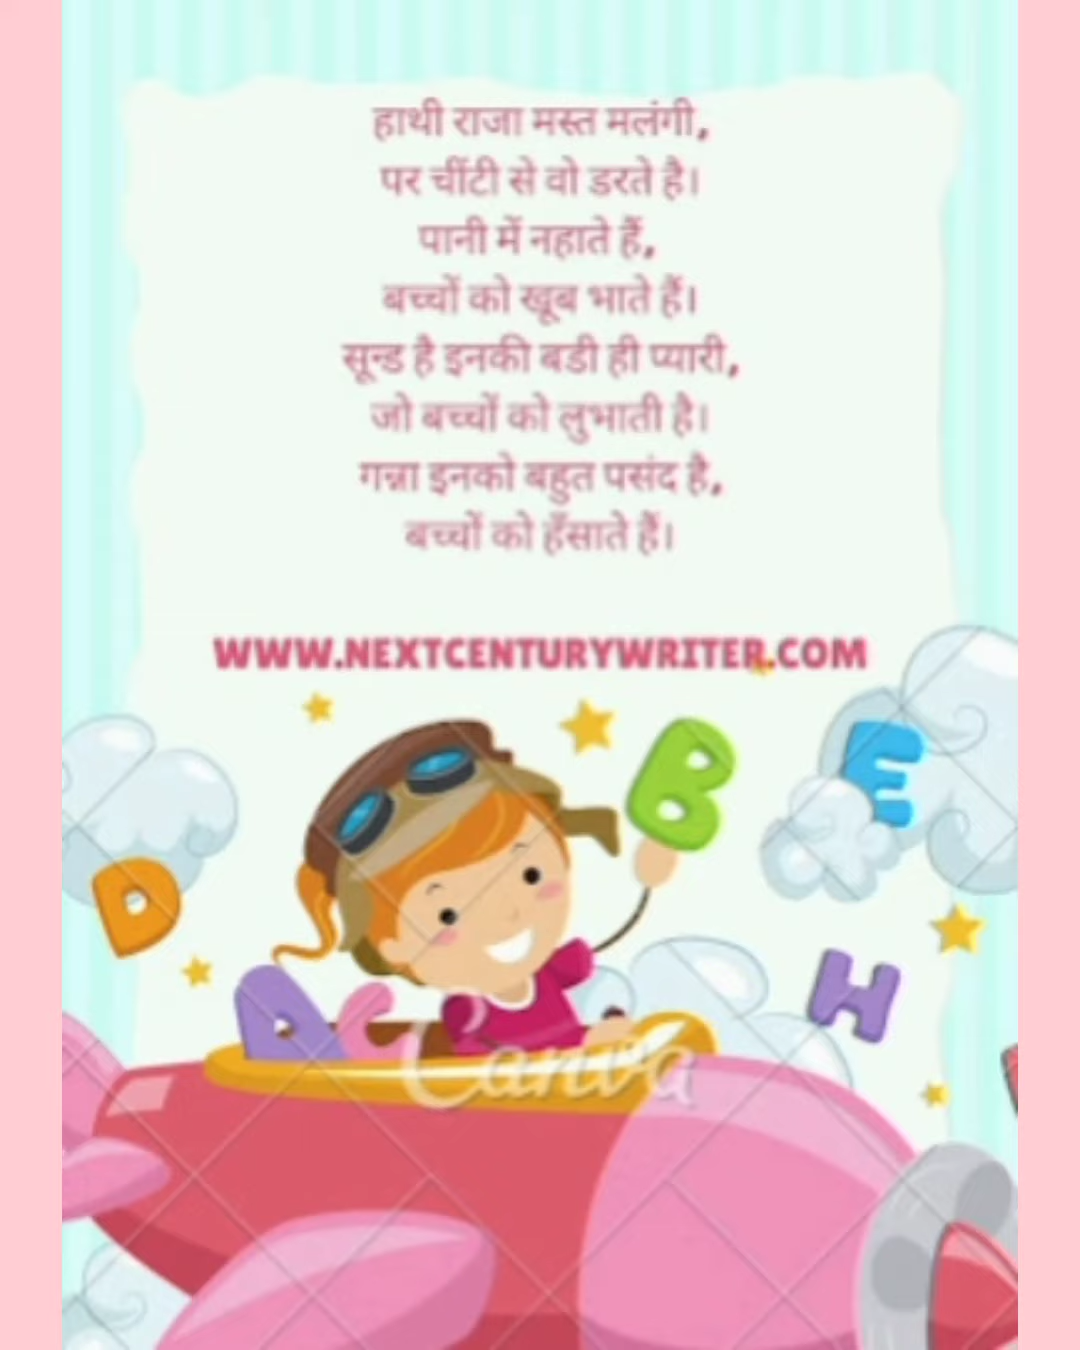 हाथी राजा मस्त मलंगी,
पर चींटी से वो डरते है।
पानी में नहाते हैं,
बच्चों को खूब भाते हैं।
सून्ड है इनकी बडी ही प्यारी,
जो बच्चों को लुभाती है।
गन्ना इनको बहुत पसंद है,
बच्चों को हँसाते हैं।
WWW.NEXTCENTURYWRITER.COM
B
E
D
H
A
C
Canva